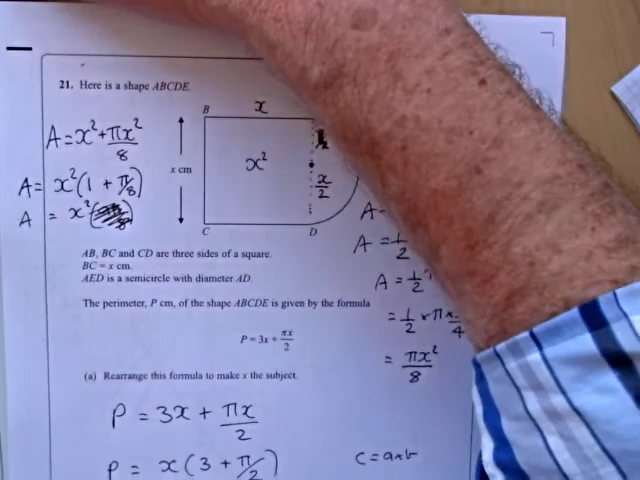 21. Here is a shape ABCDE.
B
x
A = x² + πx²/8
x cm
x²
x/2
A = x²(1 + π/8)
A = x²(
C
D
A =
A = 1/2
A = 1/2
= 1/2 × π x²/4
= πx²/8
AB, BC and CD are three sides of a square.
BC = x cm.
AED is a semicircle with diameter AD.
The perimeter, P cm, of the shape ABCDE is given by the formula
P = 3x + πx/2
(a) Rearrange this formula to make x the subject.
P = 3x + πx/2
P = x(3 + π/2)